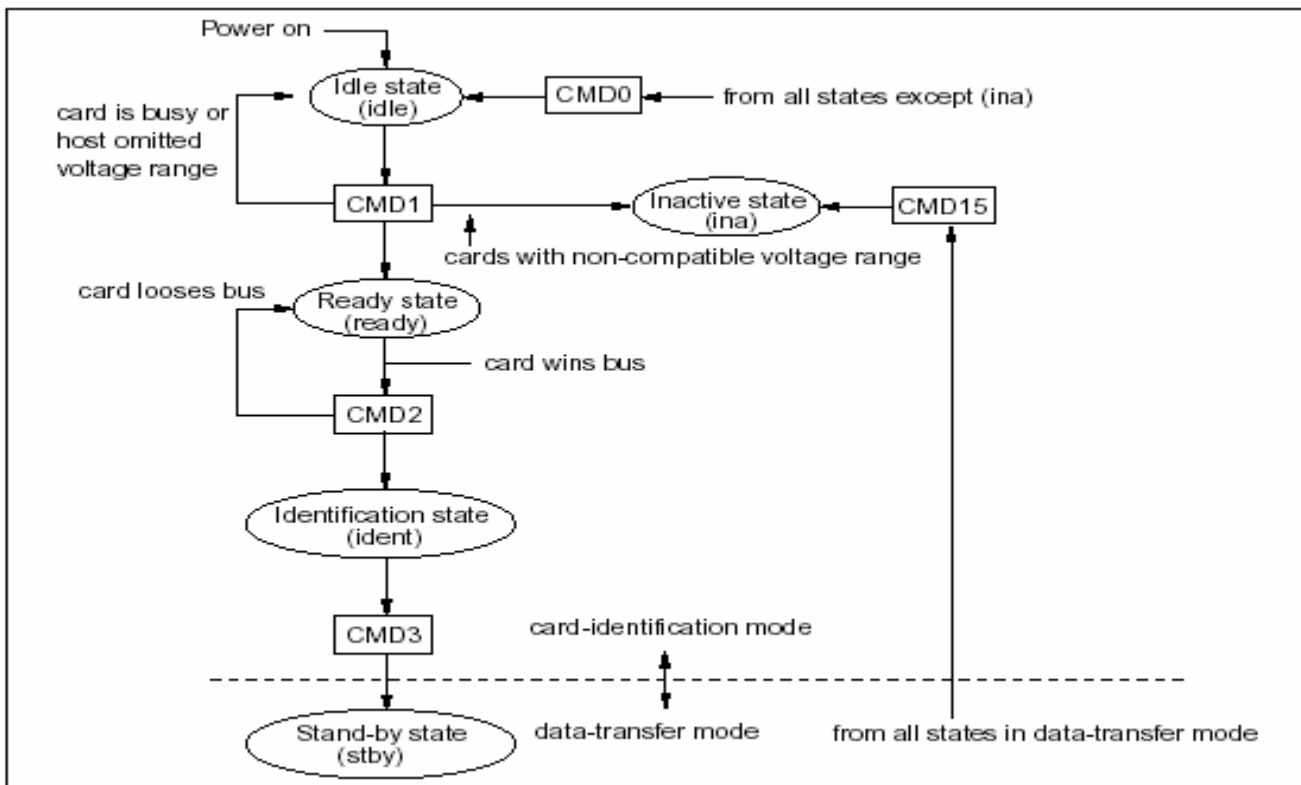 Power on
Idle state
(idle)
CMD0
from all states except (ina)
card is busy or
host omitted
voltage range
CMD1
Inactive state
(ina)
CMD15
cards with non-compatible voltage range
card looses bus
Ready state
(ready)
card wins bus
CMD2
Identification state
(ident)
CMD3
card-identification mode
Stand-by state
(stby)
data-transfer mode
from all states in data-transfer mode